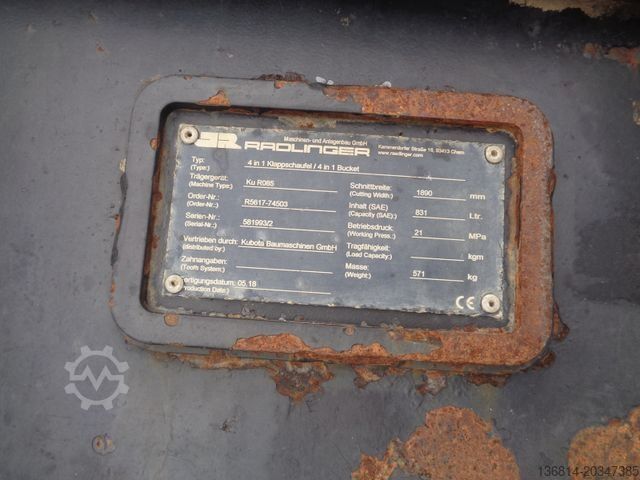 Maschinen- und Anlagenbau GmbH
RÄDLINGER
Kammerdorfer Straße 16, 93413 Cham
www.raedlinger.com
Typ: 4 in 1 Klappschaufel / 4 in 1 Bucket
(Type:)
Trägergerät: Ku R085
(Machine Type:)
Order-Nr.: R5617-74503
(Order-Nr.:)
Serien-Nr.: 581993/2
(Serial-Nr.:)
Vertrieben durch: Kubota Baumaschinen GmbH
(distributed by:)
Zahnangaben:
(Tooth System:)
Fertigungsdatum: 05.18
(Production Date:)
Schnittbreite: 1890 mm
(Cutting Width:)
Inhalt (SAE) 831 Ltr.
(Capacity (SAE):)
Betriebsdruck: 21 MPa
(Working Press.:)
Tragfähigkeit: kgm
(Load Capacity:)
Masse: 571 kg
(Weight:)
CE
136814-20347385